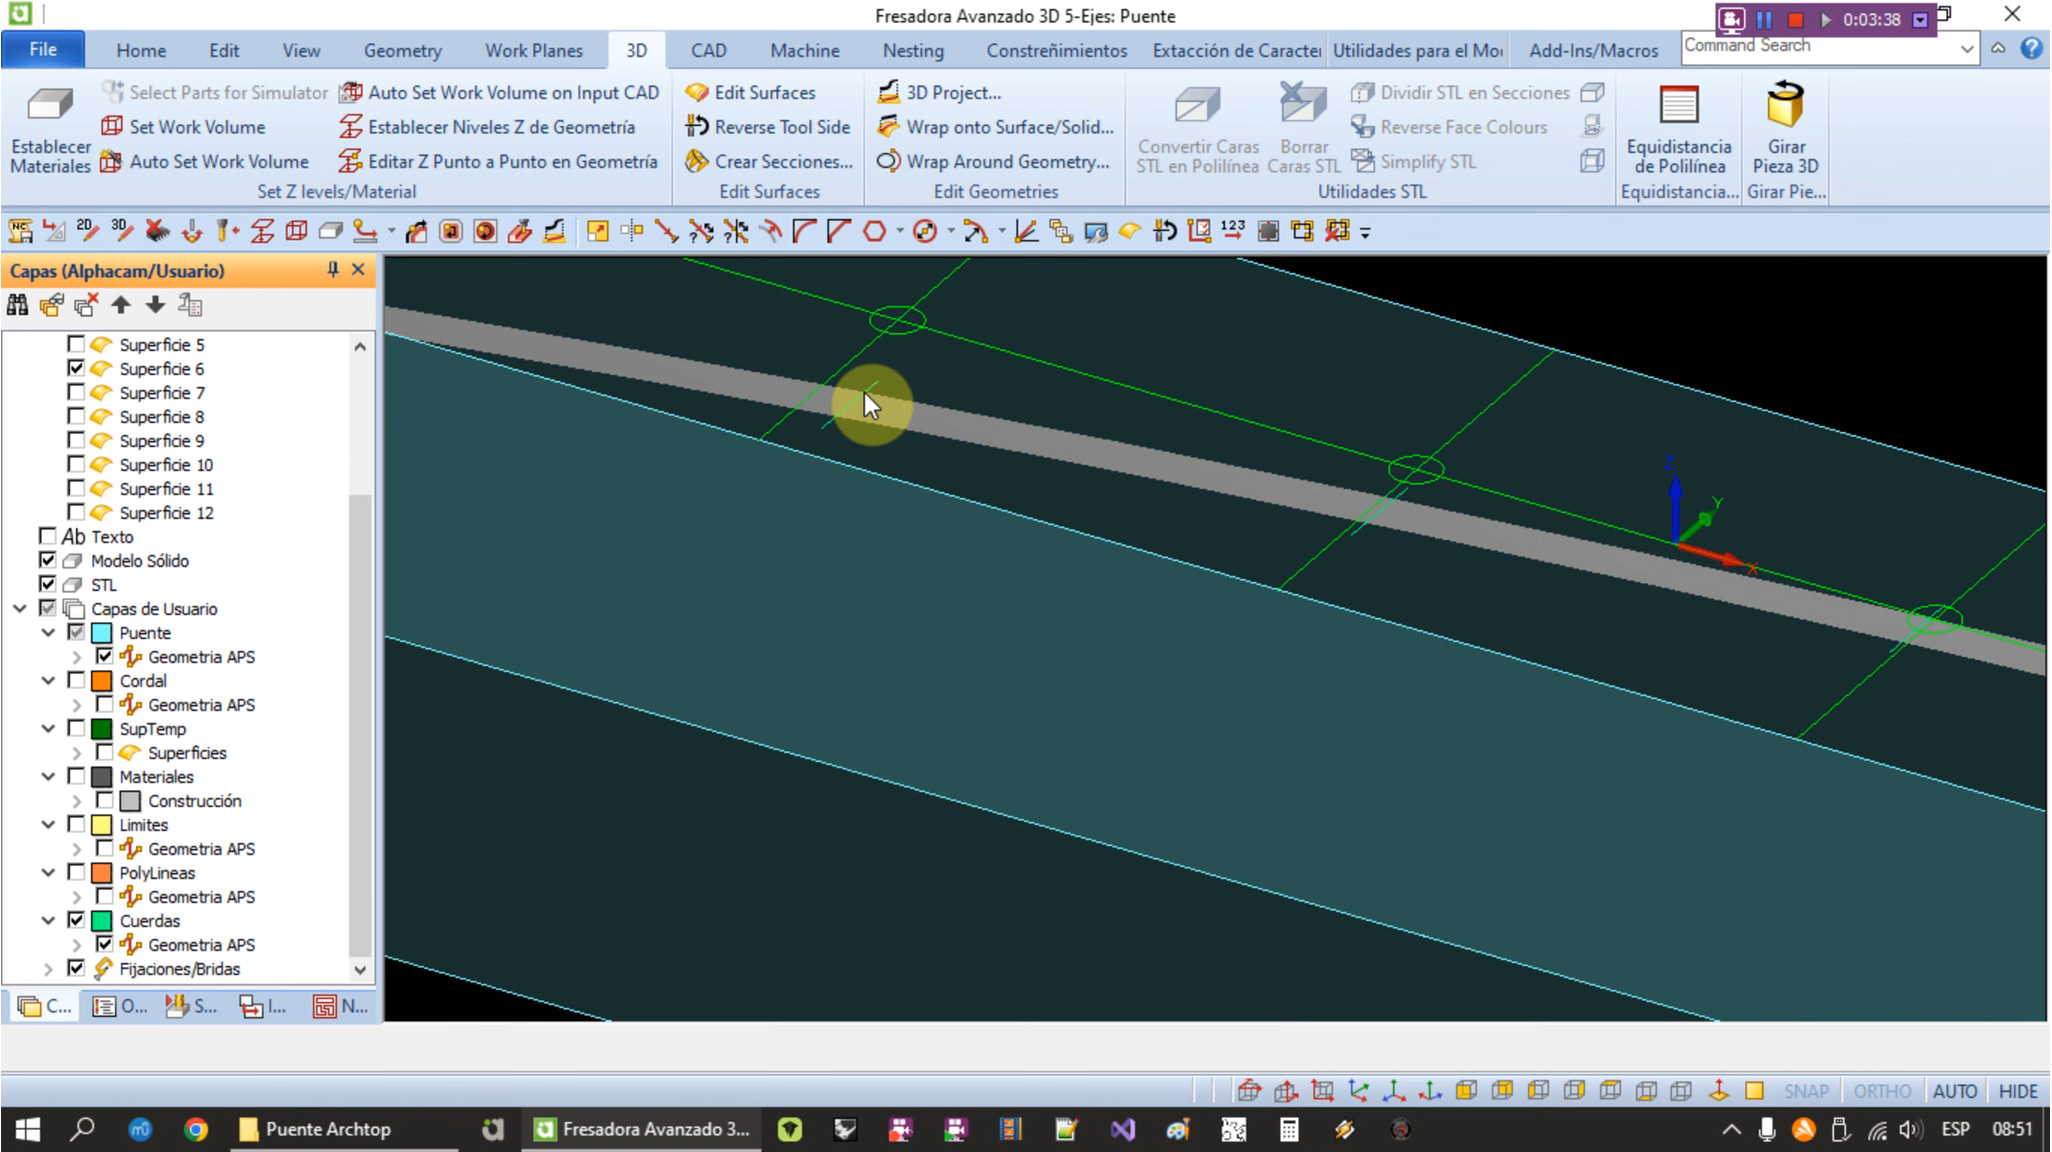 Fresadora Avanzado 3D 5-Ejes: Puente
0:03:38
File Home Edit View Geometry Work Planes 3D CAD Machine Nesting Constreñimientos Extracción de Caracte Utilidades para el Mo Add-Ins/Macros Command Search
Select Parts for Simulator Auto Set Work Volume on Input CAD Edit Surfaces 3D Project... Dividir STL en Secciones
Set Work Volume Establecer Niveles Z de Geometría Reverse Tool Side Wrap onto Surface/Solid... Reverse Face Colours
Establecer Materiales Auto Set Work Volume Editar Z Punto a Punto en Geometría Crear Secciones... Wrap Around Geometry... Convertir Caras STL en Polilínea Borrar Caras STL Simplify STL Equidistancia de Polilínea Girar Pieza 3D
Set Z levels/Material Edit Surfaces Edit Geometries Utilidades STL Equidistancia... Girar Pie...
NC 2D 3D 123
Capas (Alphacam/Usuario)
Superficie 5
Superficie 6
Superficie 7
Superficie 8
Superficie 9
Superficie 10
Superficie 11
Superficie 12
Ab Texto
Modelo Sólido
STL
Capas de Usuario
Puente
Geometria APS
Cordal
Geometria APS
SupTemp
Superficies
Materiales
Construcción
Limites
Geometria APS
PolyLineas
Geometria APS
Cuerdas
Geometria APS
Fijaciones/Bridas
C... O... S... I... N...
Z
Y
X
SNAP ORTHO AUTO HIDE
Puente Archtop Fresadora Avanzado 3... ESP 08:51